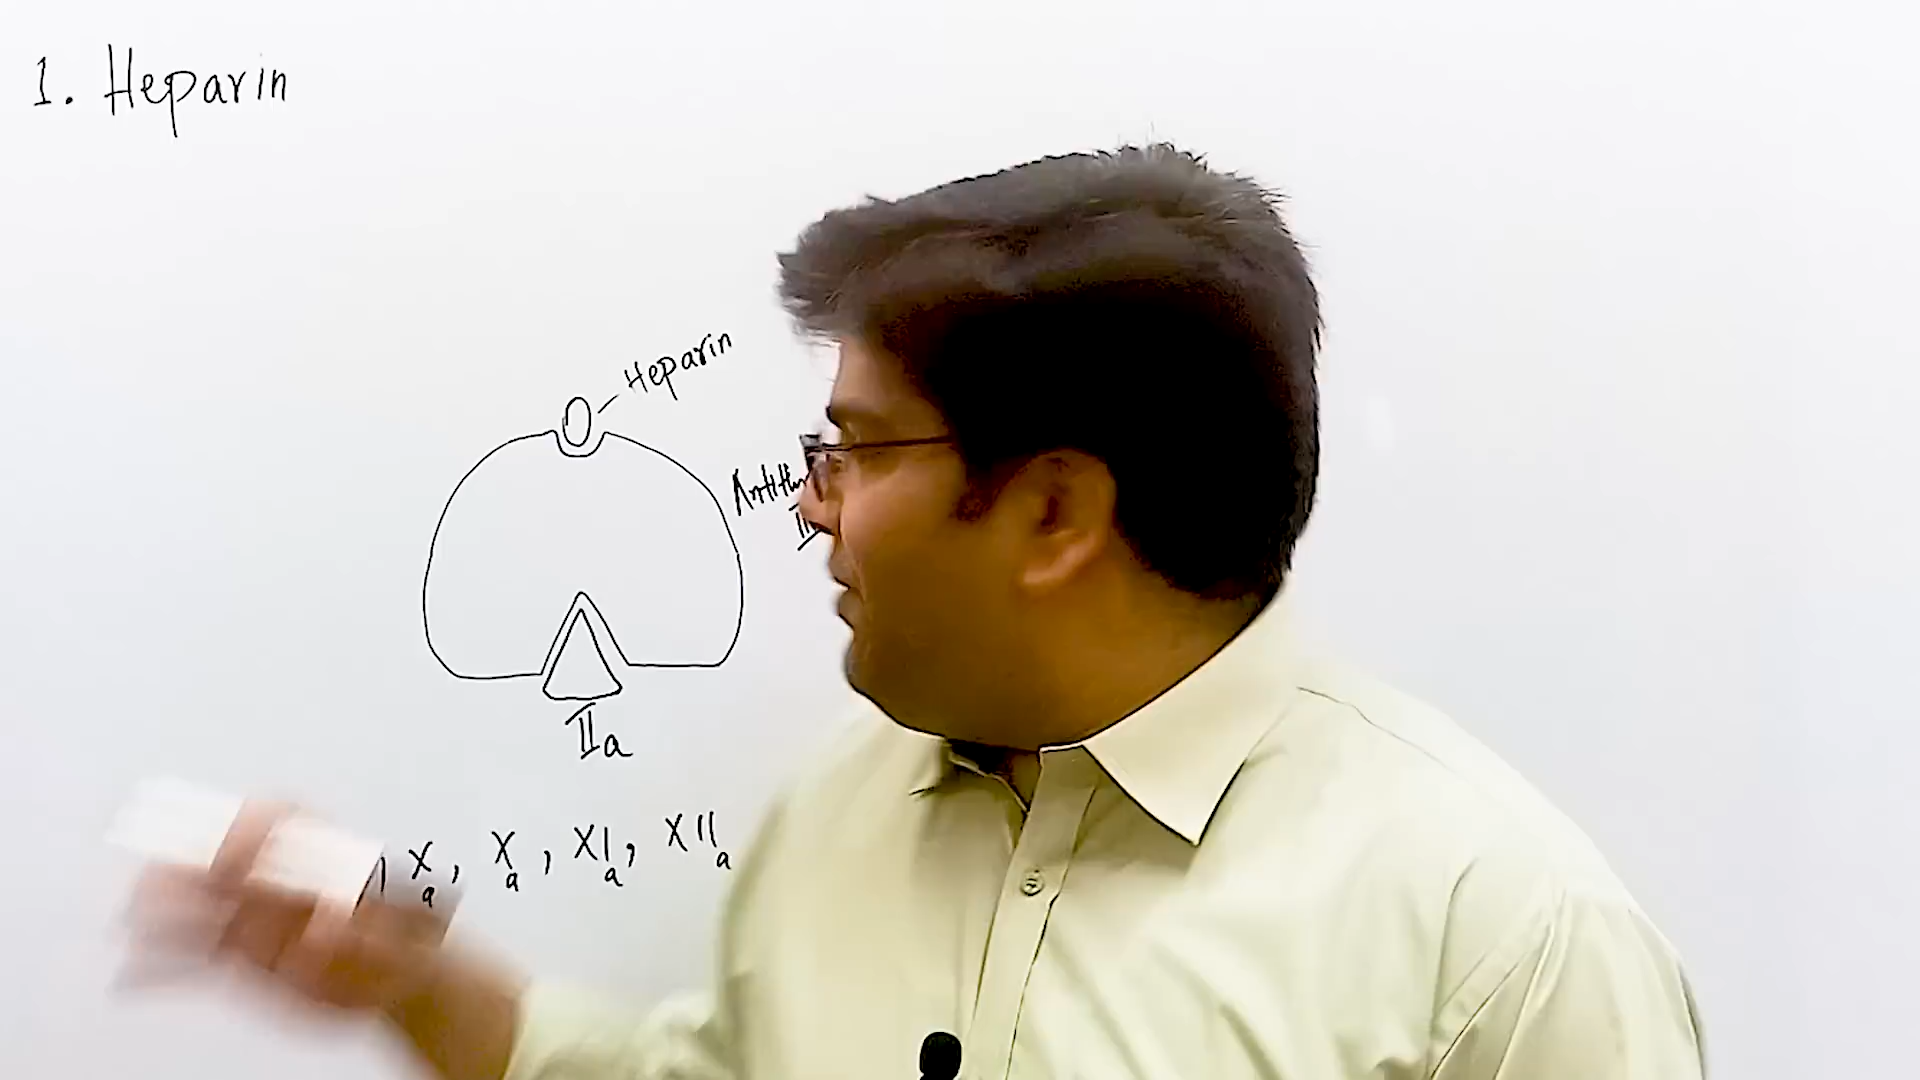 1. Heparin
Heparin
IIa
Xa, Xa, XIa, XIIa